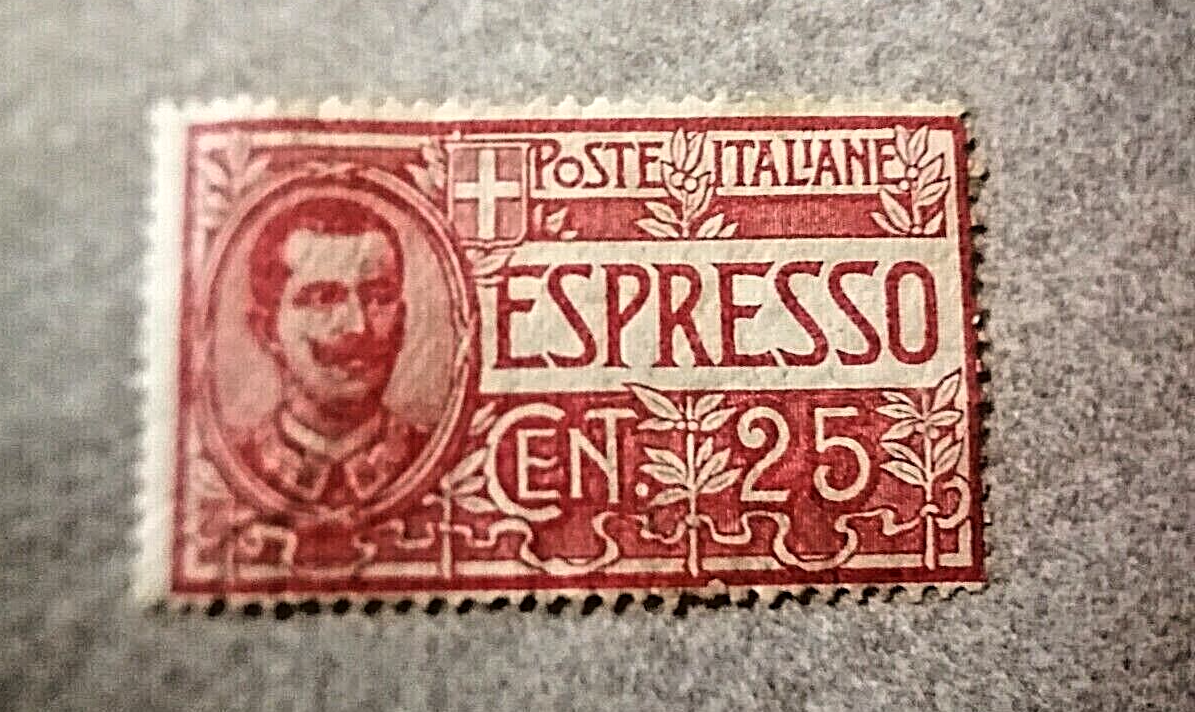 POSTE ITALIANE
ESPRESSO
CENT. 25